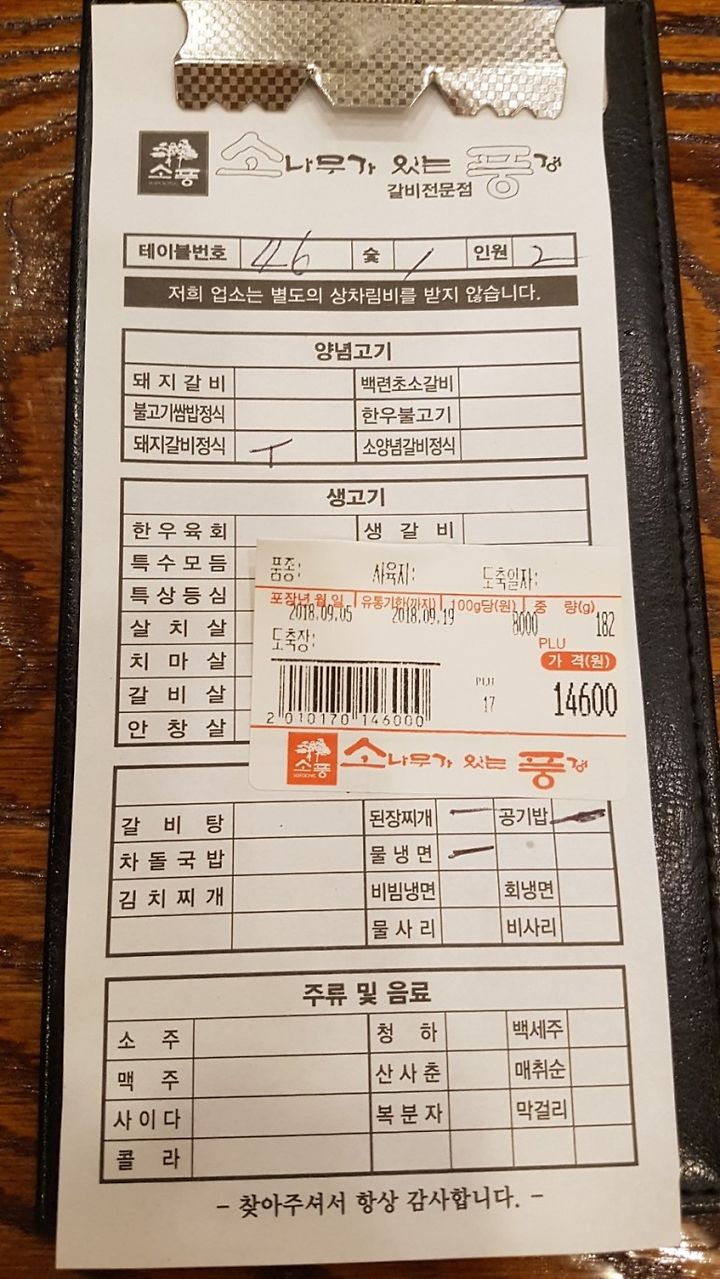 소풍 소나무가 있는 풍경
갈비전문점
테이블번호 46 숯 1 인원 2
저희 업소는 별도의 상차림비를 받지 않습니다.
양념고기
돼지갈비 백련초소갈비
불고기쌈밥정식 한우불고기
돼지갈비정식 ㅜ 소양념갈비정식
생고기
한우육회 생갈비
특수모듬
특상등심
살치살
치마살
갈비살
안창살
품종: 사육지: 도축일자:
포장년월일 유통기한(까지) 100g당(원) 중 량(g)
2018.09.05 2018.09.19 8000 182
도축장:
PLU
가 격(원)
PLU
17 14600
2 010170 146000
소풍 소나무가 있는 풍경
갈비탕 된장찌개 ㅡ 공기밥 ㅡ
차돌국밥 물냉면 ㅡ
김치찌개 비빔냉면 회냉면
물사리 비사리
주류 및 음료
소주 청하 백세주
맥주 산사춘 매취순
사이다 복분자 막걸리
콜라
- 찾아주셔서 항상 감사합니다. -